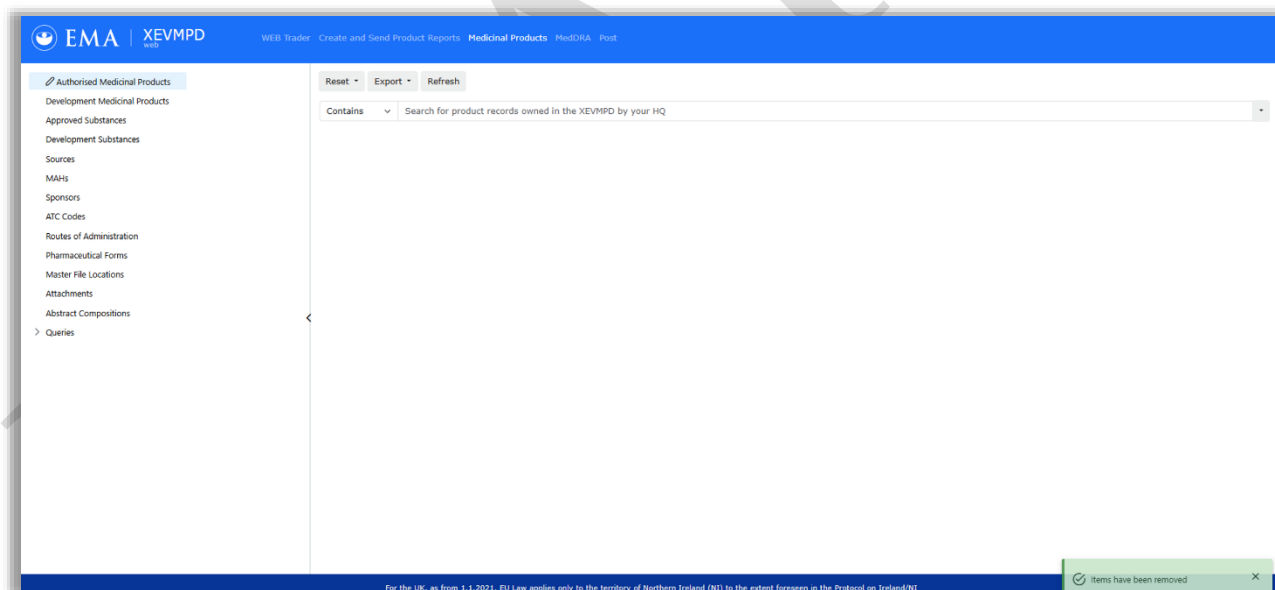 EMA XEVMPD
web
WEB Trader Create and Send Product Reports Medicinal Products MedDRA Post
Authorised Medicinal Products
Development Medicinal Products
Approved Substances
Development Substances
Sources
MAHs
Sponsors
ATC Codes
Routes of Administration
Pharmaceutical Forms
Master File Locations
Attachments
Abstract Compositions
Queries
Reset Export Refresh
Contains Search for product records owned in the XEVMPD by your HQ
For the UK, as from 1.1.2021, EU Law applies only to the territory of Northern Ireland (NI) to the extent foreseen in the Protocol on Ireland/NI
Items have been removed